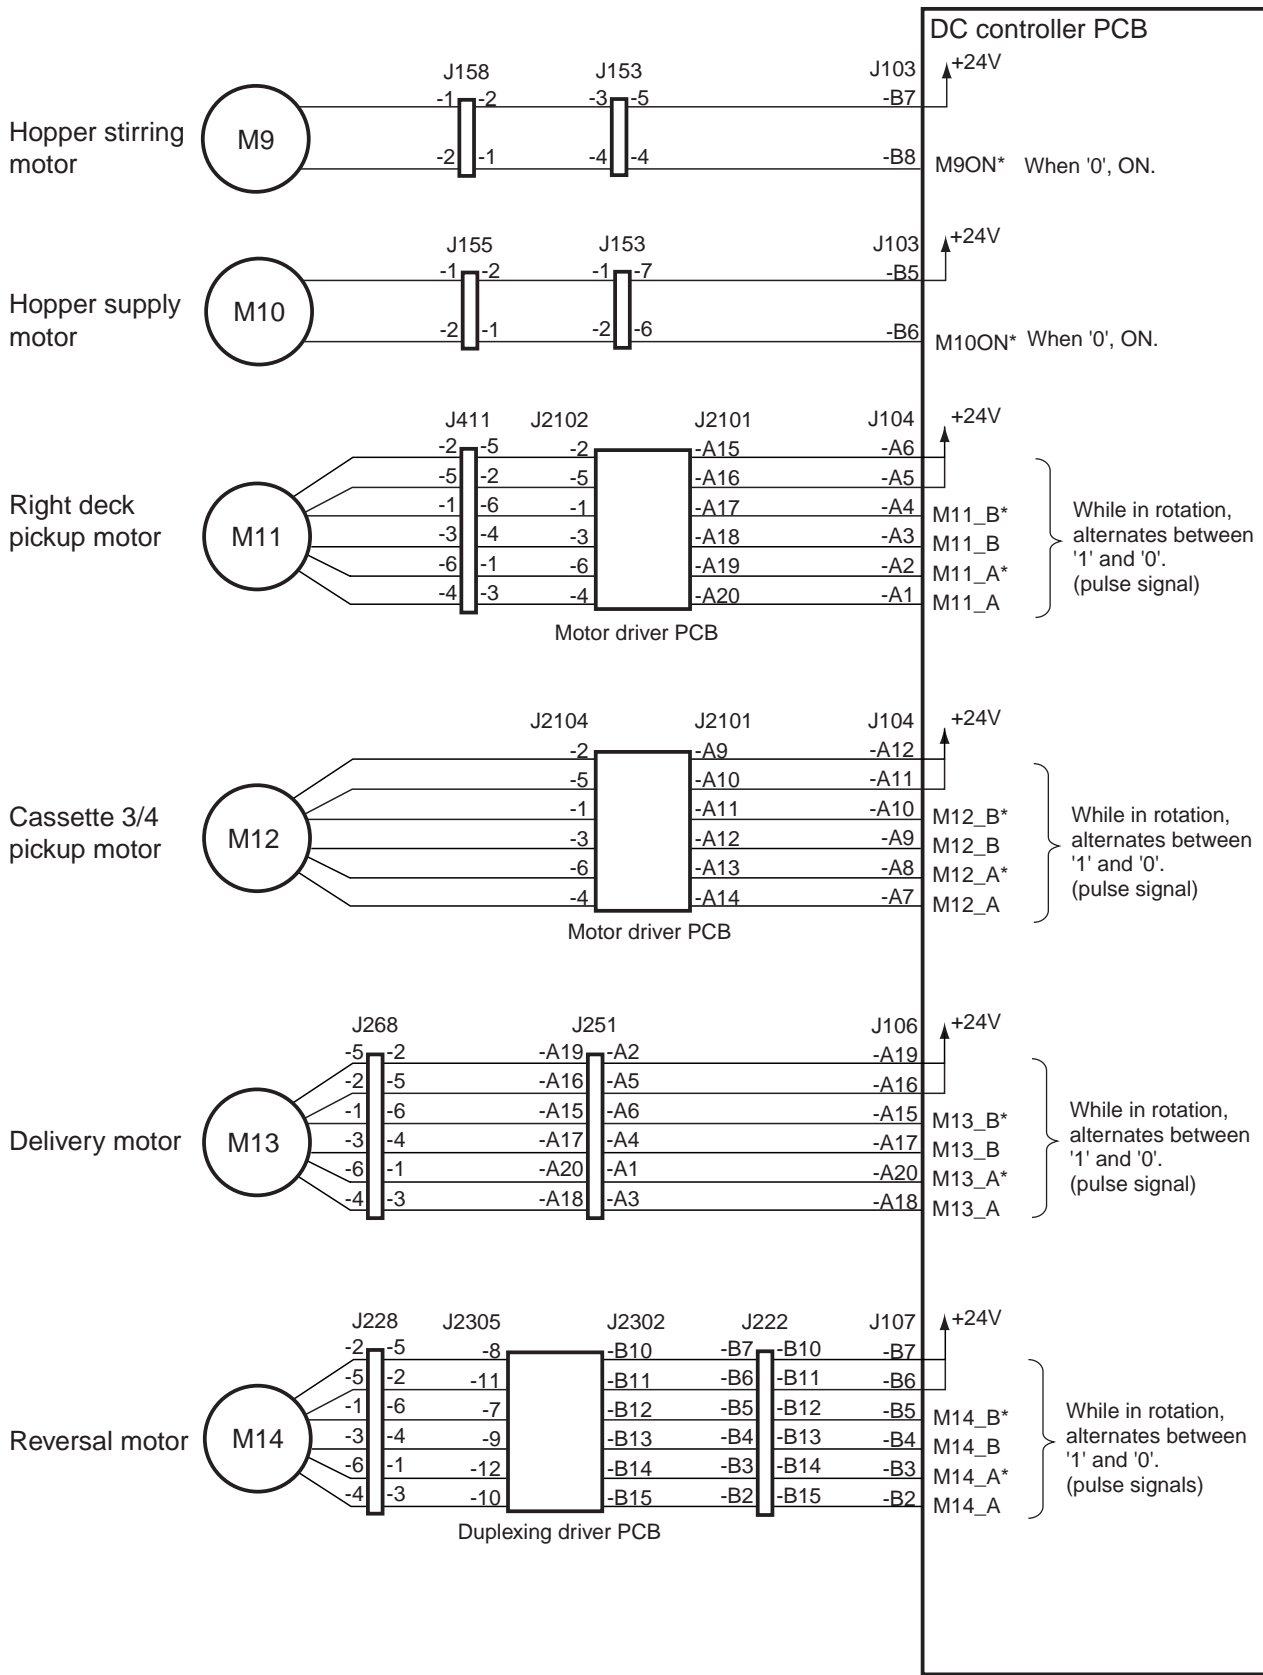 DC controller PCB
J158 J153 J103 +24V
-1 -2 -3 -5 -B7
Hopper stirring
motor
M9
-2 -1 -4 -4 -B8 M9ON* When '0', ON.
J155 J153 J103 +24V
-1 -2 -1 -7 -B5
Hopper supply
motor
M10
-2 -1 -2 -6 -B6 M10ON* When '0', ON.
J411 J2102 J2101 J104 +24V
-2 -5 -2 -A15 -A6
-5 -2 -5 -A16 -A5
-1 -6 -1 -A17 -A4 M11_B*
-3 -4 -3 -A18 -A3 M11_B
-6 -1 -6 -A19 -A2 M11_A*
-4 -3 -4 -A20 -A1 M11_A
Right deck
pickup motor
M11
While in rotation,
alternates between
'1' and '0'.
(pulse signal)
Motor driver PCB
J2104 J2101 J104 +24V
-2 -A9 -A12
-5 -A10 -A11
-1 -A11 -A10 M12_B*
-3 -A12 -A9 M12_B
-6 -A13 -A8 M12_A*
-4 -A14 -A7 M12_A
Cassette 3/4
pickup motor
M12
While in rotation,
alternates between
'1' and '0'.
(pulse signal)
Motor driver PCB
J268 J251 J106 +24V
-5 -2 -A19 -A2 -A19
-2 -5 -A16 -A5 -A16
-1 -6 -A15 -A6 -A15 M13_B*
-3 -4 -A17 -A4 -A17 M13_B
-6 -1 -A20 -A1 -A20 M13_A*
-4 -3 -A18 -A3 -A18 M13_A
Delivery motor
M13
While in rotation,
alternates between
'1' and '0'.
(pulse signal)
J228 J2305 J2302 J222 J107 +24V
-2 -5 -8 -B10 -B7 -B10 -B7
-5 -2 -11 -B11 -B6 -B11 -B6
-1 -6 -7 -B12 -B5 -B12 -B5 M14_B*
-3 -4 -9 -B13 -B4 -B13 -B4 M14_B
-6 -1 -12 -B14 -B3 -B14 -B3 M14_A*
-4 -3 -10 -B15 -B2 -B15 -B2 M14_A
Reversal motor
M14
While in rotation,
alternates between
'1' and '0'.
(pulse signals)
Duplexing driver PCB